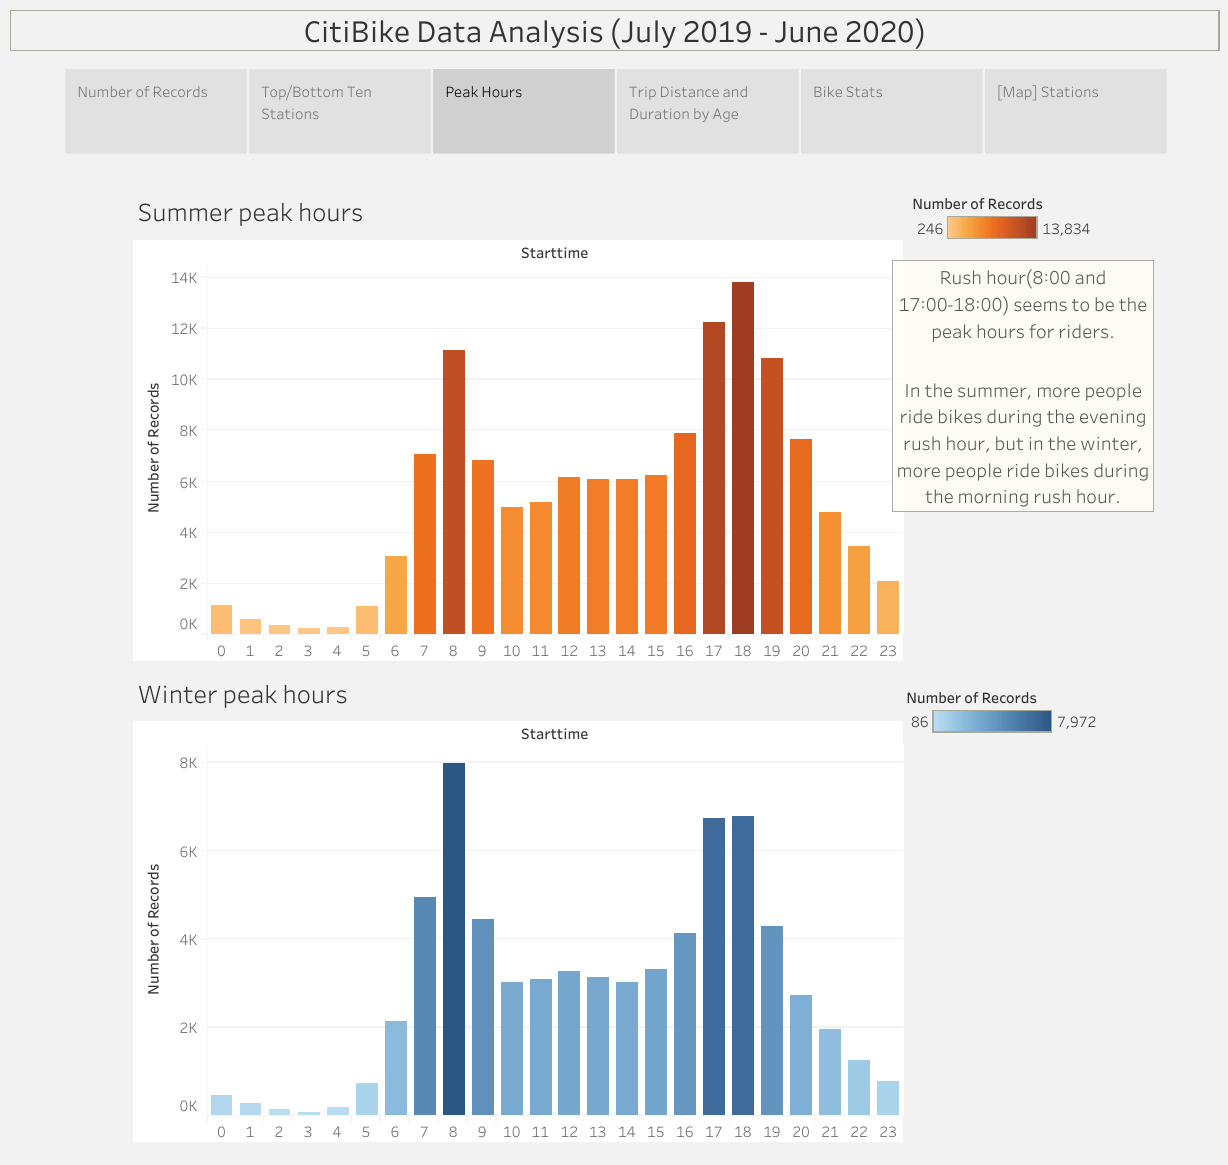 CitiBike Data Analysis (July 2019 - June 2020)
Number of Records
Top/Bottom Ten
Stations
Peak Hours
Trip Distance and
Duration by Age
Bike Stats
[Map] Stations
Summer peak hours
Number of Records
246 13,834
Starttime
Rush hour(8:00 and
17:00-18:00) seems to be the
peak hours for riders.
In the summer, more people
ride bikes during the evening
rush hour, but in the winter,
more people ride bikes during
the morning rush hour.
Number of Records
14K
12K
10K
8K
6K
4K
2K
0K
0 1 2 3 4 5 6 7 8 9 10 11 12 13 14 15 16 17 18 19 20 21 22 23
Winter peak hours
Number of Records
86 7,972
Starttime
Number of Records
8K
6K
4K
2K
0K
0 1 2 3 4 5 6 7 8 9 10 11 12 13 14 15 16 17 18 19 20 21 22 23